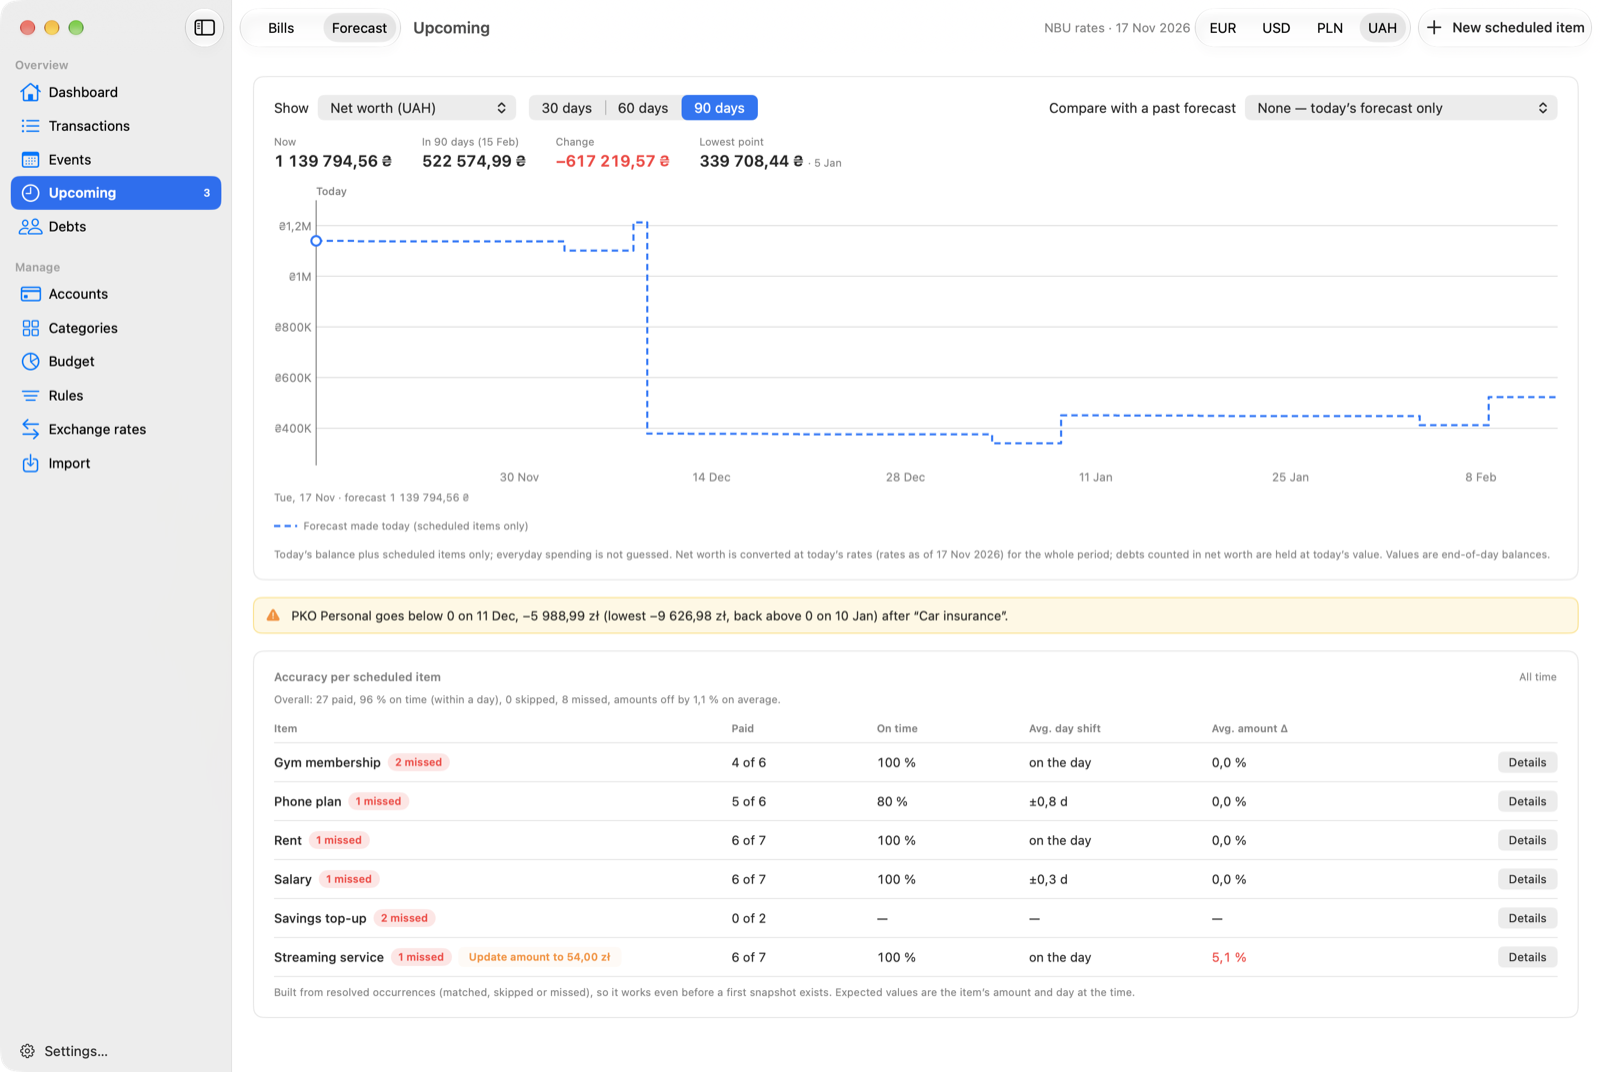 Bills
Forecast
Upcoming
NBU rates · 17 Nov 2026
EUR
USD
PLN
UAH
New scheduled item
Overview
Dashboard
Transactions
Events
Upcoming
3
Debts
Manage
Accounts
Categories
Budget
Rules
Exchange rates
Import
Settings...
Show
Net worth (UAH)
30 days
60 days
90 days
Compare with a past forecast
None — today’s forecast only
Now
1 139 794,56 ₴
In 90 days (15 Feb)
522 574,99 ₴
Change
−617 219,57 ₴
Lowest point
339 708,44 ₴ · 5 Jan
Today
₴1,2M
₴1M
₴800K
₴600K
₴400K
30 Nov
14 Dec
28 Dec
11 Jan
25 Jan
8 Feb
Tue, 17 Nov · forecast 1 139 794,56 ₴
Forecast made today (scheduled items only)
Today’s balance plus scheduled items only; everyday spending is not guessed. Net worth is converted at today’s rates (rates as of 17 Nov 2026) for the whole period; debts counted in net worth are held at today’s value. Values are end-of-day balances.
PKO Personal goes below 0 on 11 Dec, −5 988,99 zł (lowest −9 626,98 zł, back above 0 on 10 Jan) after “Car insurance”.
Accuracy per scheduled item
All time
Overall: 27 paid, 96 % on time (within a day), 0 skipped, 8 missed, amounts off by 1,1 % on average.
Item Paid On time Avg. day shift Avg. amount Δ
Gym membership 2 missed 4 of 6 100 % on the day 0,0 % Details
Phone plan 1 missed 5 of 6 80 % ±0,8 d 0,0 % Details
Rent 1 missed 6 of 7 100 % on the day 0,0 % Details
Salary 1 missed 6 of 7 100 % ±0,3 d 0,0 % Details
Savings top-up 2 missed 0 of 2 — — — Details
Streaming service 1 missed Update amount to 54,00 zł 6 of 7 100 % on the day 5,1 % Details
Built from resolved occurrences (matched, skipped or missed), so it works even before a first snapshot exists. Expected values are the item’s amount and day at the time.